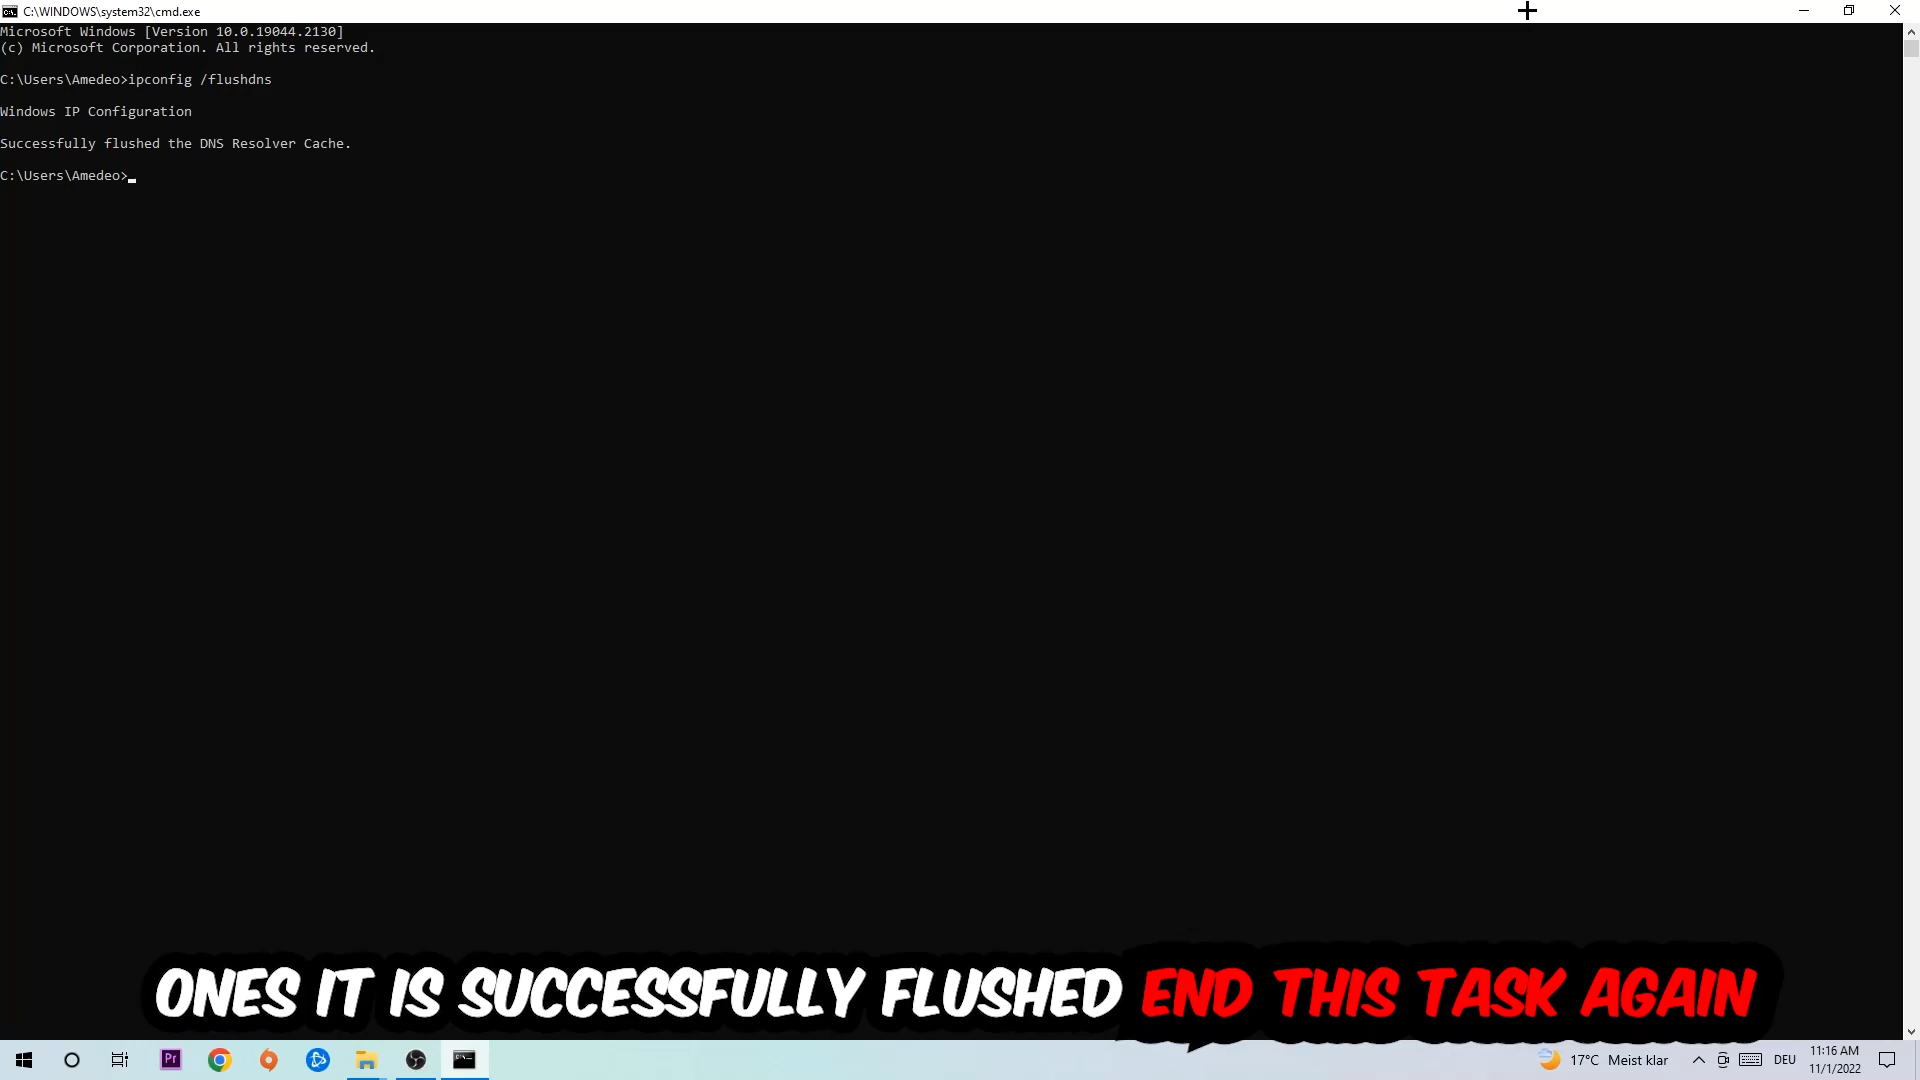 C:\WINDOWS\system32\cmd.exe
Microsoft Windows [Version 10.0.19044.2130]
(c) Microsoft Corporation. All rights reserved.
C:\Users\Amedeo>ipconfig /flushdns
Windows IP Configuration
Successfully flushed the DNS Resolver Cache.
C:\Users\Amedeo>
ONES IT IS SUCCESSFULLY FLUSHED END THIS TASK AGAIN
Pr
17°C Meist klar
DEU
11:16 AM
11/1/2022